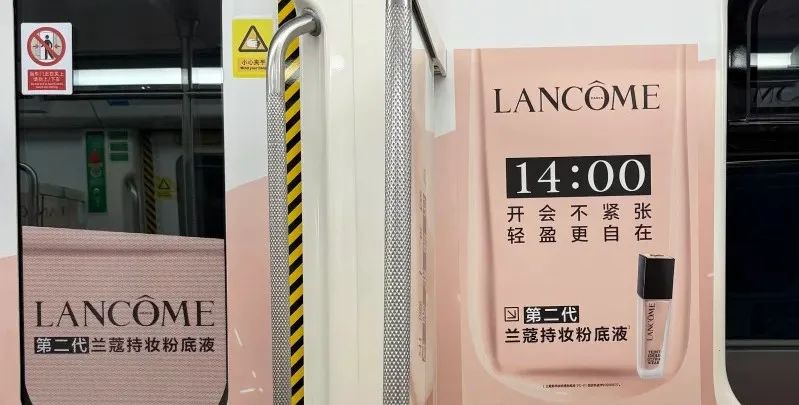 小心夹手
LANCÔME
第二代兰蔻持妆粉底液
LANCÔME
PARIS
14:00
开会不紧张
轻盈更自在
第二代
兰蔻持妆粉底液
LANCÔME